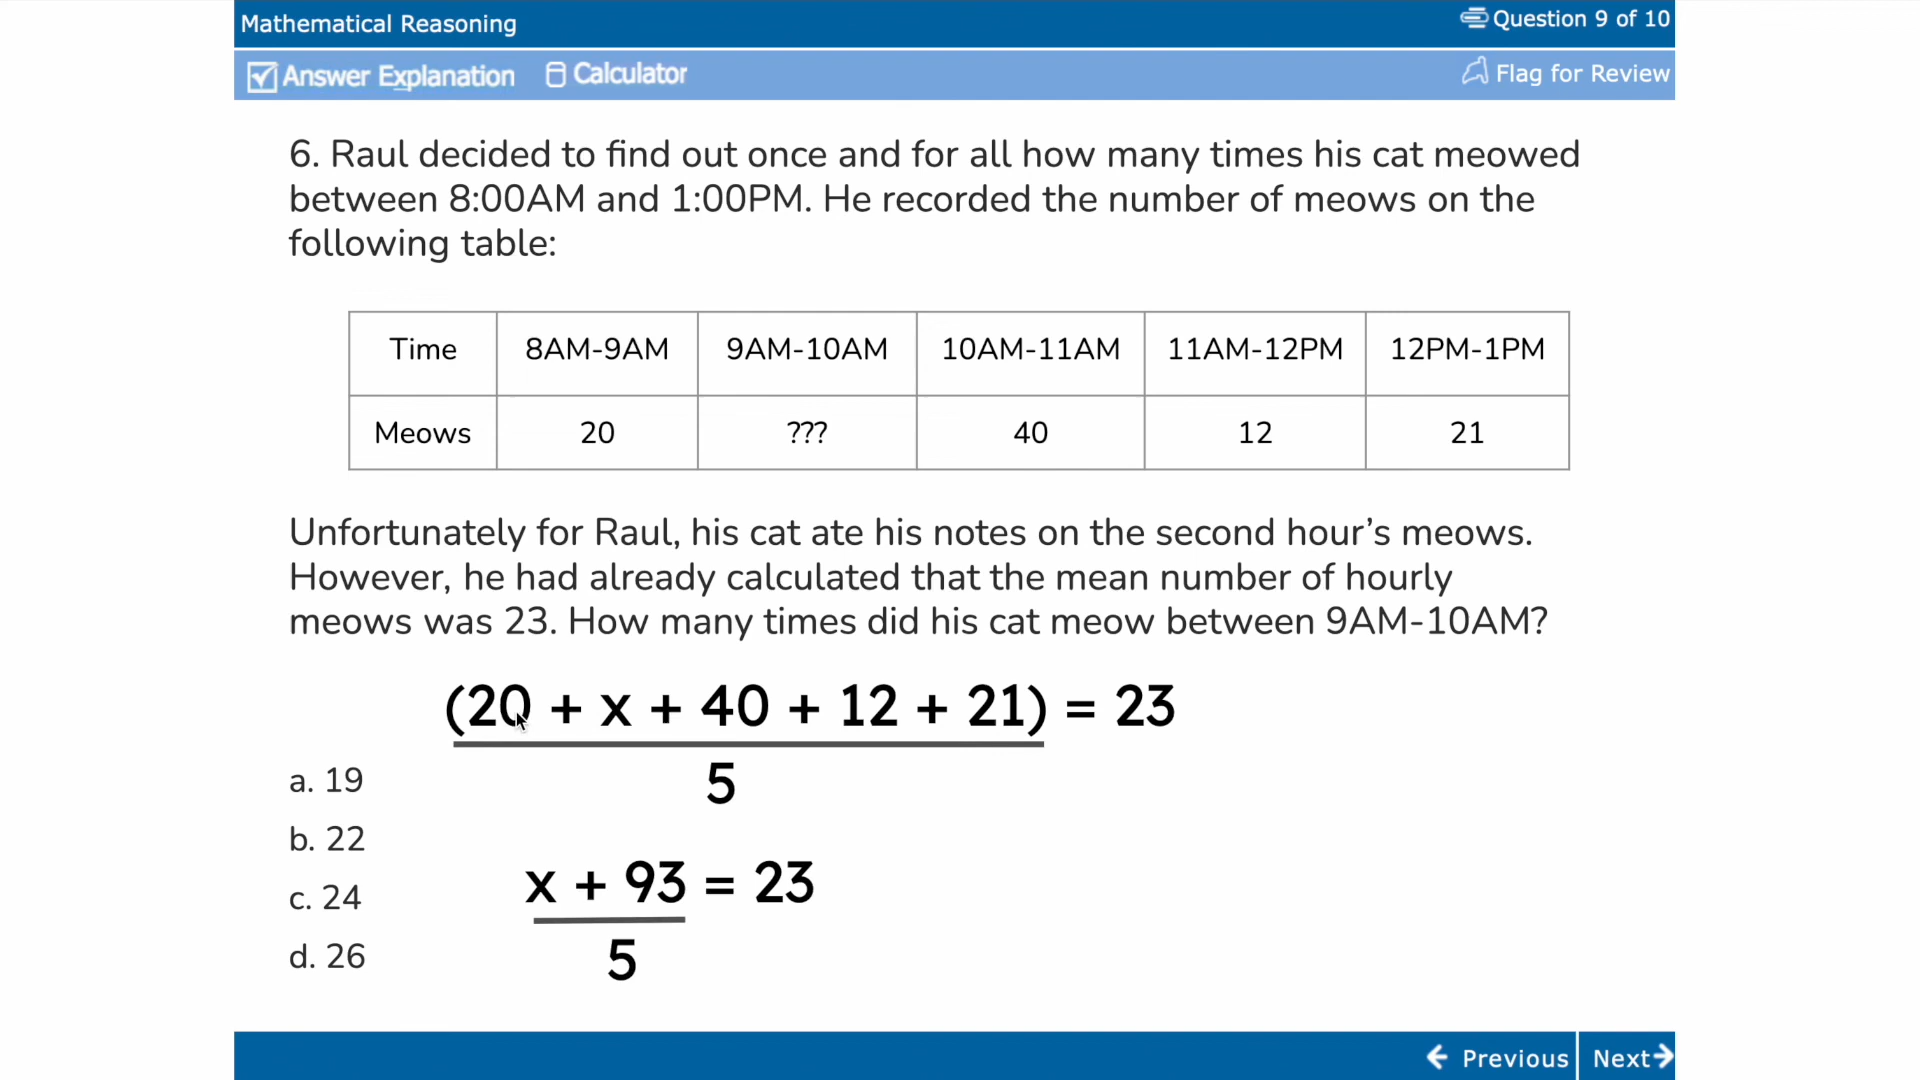 Mathematical Reasoning
Question 9 of 10
Answer Explanation
Calculator
Flag for Review
6. Raul decided to find out once and for all how many times his cat meowed
between 8:00AM and 1:00PM. He recorded the number of meows on the
following table:
Time 8AM-9AM 9AM-10AM 10AM-11AM 11AM-12PM 12PM-1PM
Meows 20 ??? 40 12 21
Unfortunately for Raul, his cat ate his notes on the second hour’s meows.
However, he had already calculated that the mean number of hourly
meows was 23. How many times did his cat meow between 9AM-10AM?
(20 + x + 40 + 12 + 21) = 23
5
a. 19
b. 22
x + 93 = 23
5
c. 24
d. 26
Previous
Next